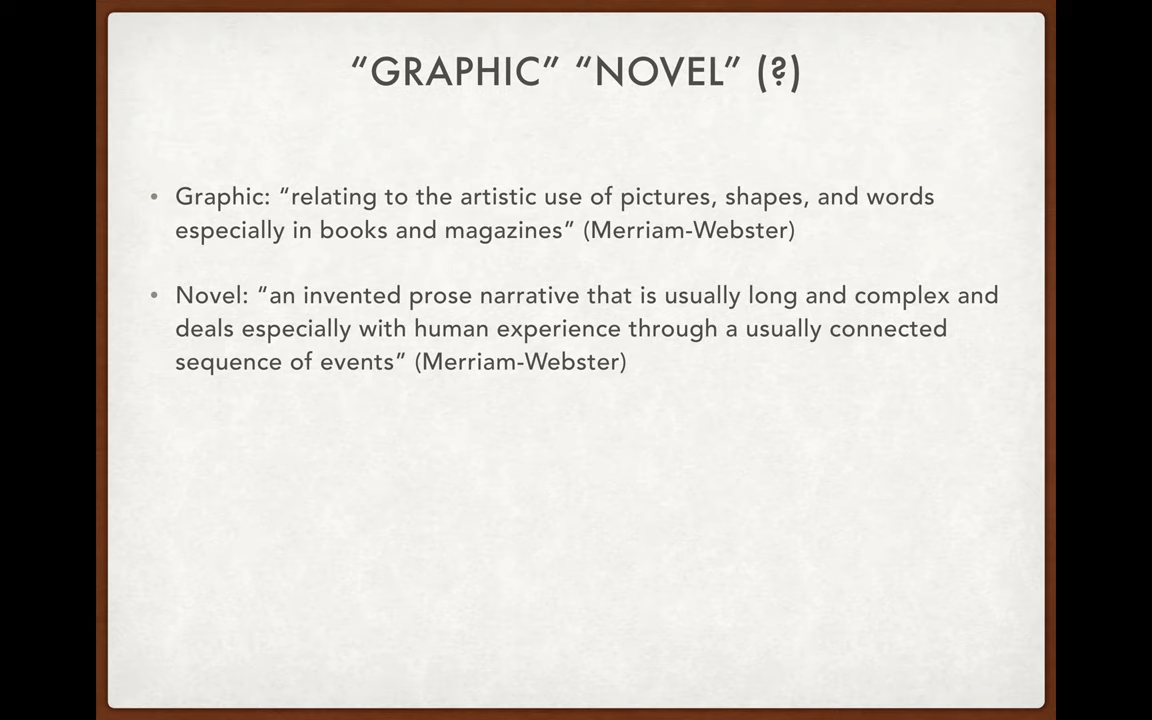 “GRAPHIC” “NOVEL” (?)
• Graphic: “relating to the artistic use of pictures, shapes, and words
especially in books and magazines” (Merriam-Webster)
• Novel: “an invented prose narrative that is usually long and complex and
deals especially with human experience through a usually connected
sequence of events” (Merriam-Webster)